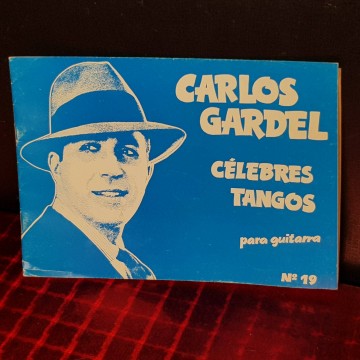 CARLOS
GARDEL
CÉLEBRES
TANGOS
para guitarra
Nº 19